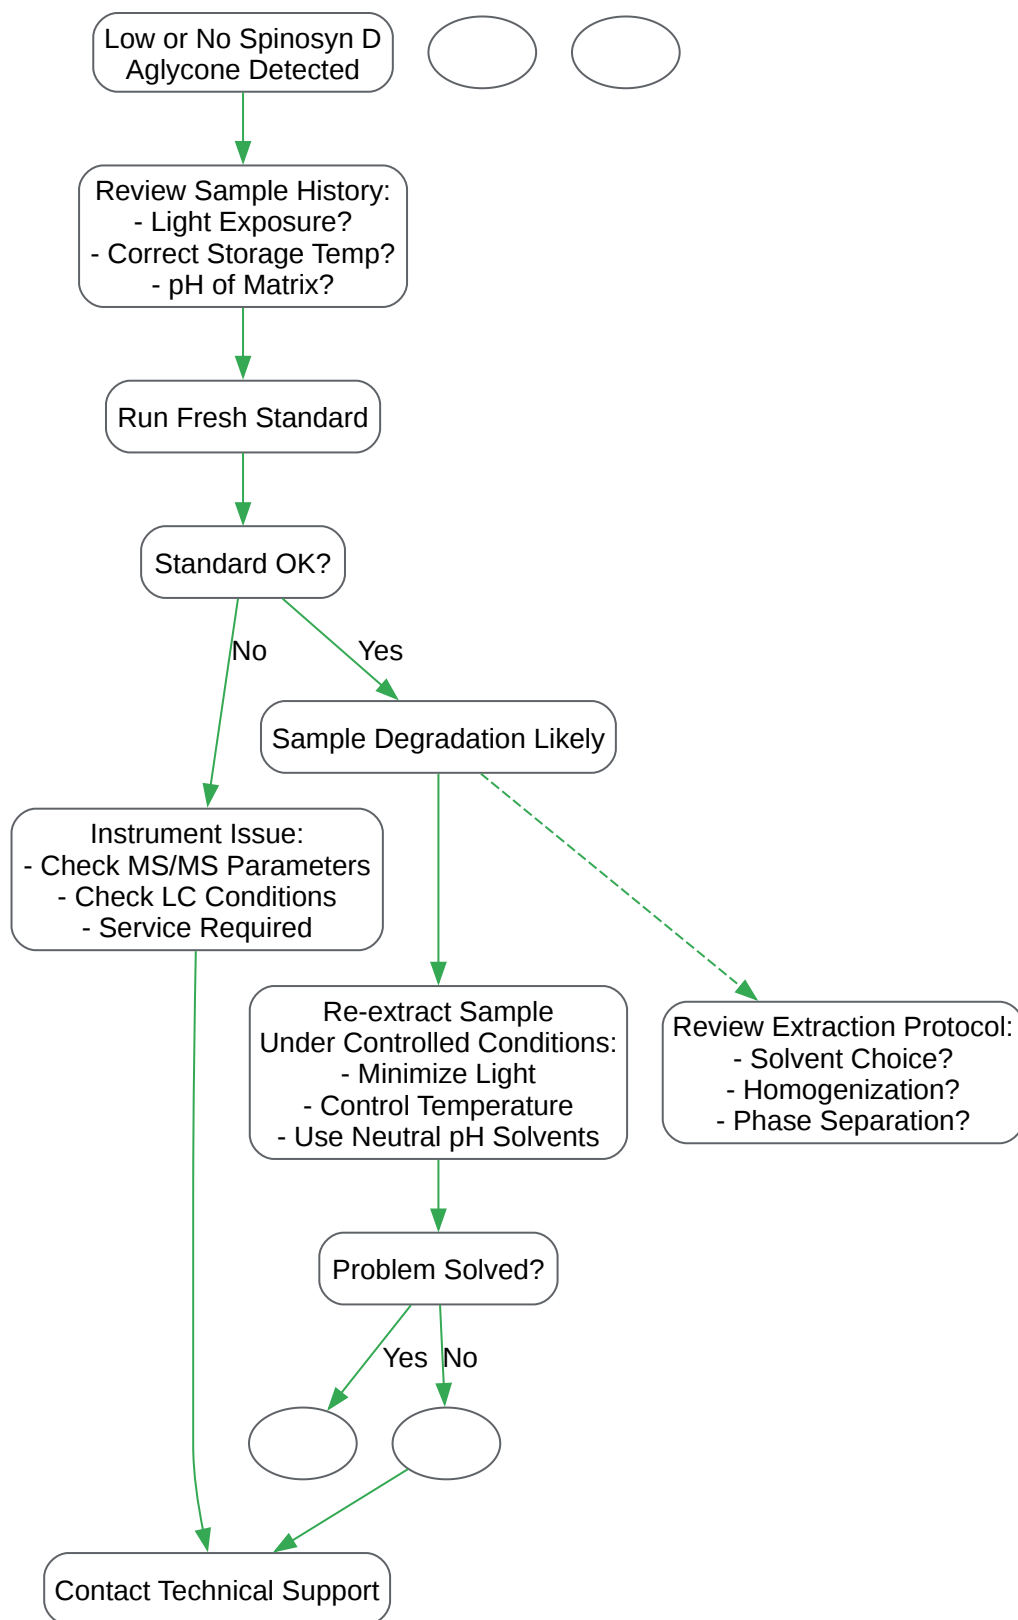 Low or No Spinosyn D
Aglycone Detected
Review Sample History:
- Light Exposure?
- Correct Storage Temp?
- pH of Matrix?
Run Fresh Standard
Standard OK?
No
Yes
Sample Degradation Likely
Instrument Issue:
- Check MS/MS Parameters
- Check LC Conditions
- Service Required
Re-extract Sample
Under Controlled Conditions:
- Minimize Light
- Control Temperature
- Use Neutral pH Solvents
Review Extraction Protocol:
- Solvent Choice?
- Homogenization?
- Phase Separation?
Problem Solved?
Yes
No
Contact Technical Support